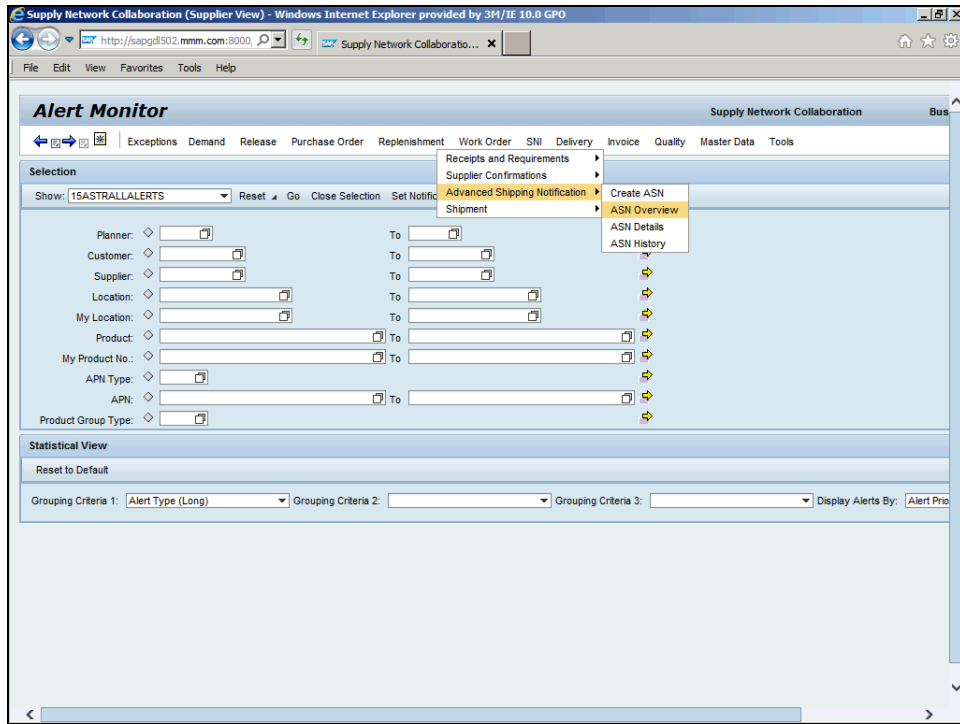 Supply Network Collaboration (Supplier View) - Windows Internet Explorer provided by 3M/IE 10.0 GPO
http://sapgdl502.mmm.com:8000,
Supply Network Collaboratio...
File Edit View Favorites Tools Help
Alert Monitor
Supply Network Collaboration
Bus
Exceptions Demand Release Purchase Order Replenishment Work Order SNI Delivery Invoice Quality Master Data Tools
Selection
Show: 15ASTRALLALERTS Reset Go Close Selection Set Notific
Receipts and Requirements
Supplier Confirmations
Advanced Shipping Notification
Shipment
Create ASN
ASN Overview
ASN Details
ASN History
Planner: To
Customer: To
Supplier: To
Location: To
My Location: To
Product: To
My Product No.: To
APN Type:
APN: To
Product Group Type:
Statistical View
Reset to Default
Grouping Criteria 1: Alert Type (Long) Grouping Criteria 2: Grouping Criteria 3: Display Alerts By: Alert Prio